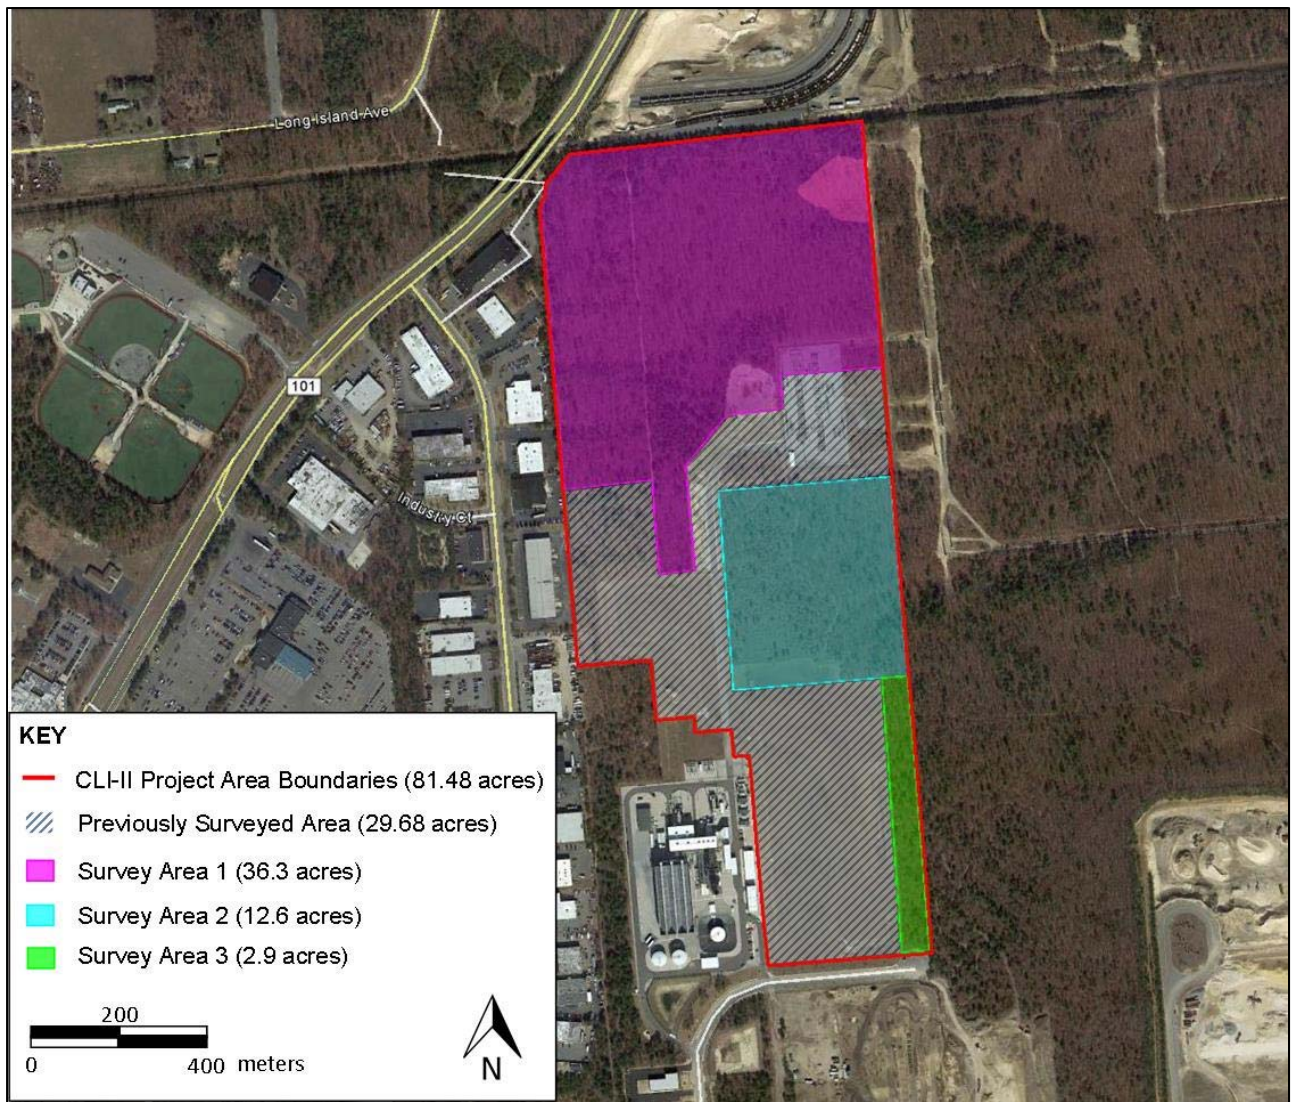 Long Island Ave
101
Industry Ct
KEY
CLI-II Project Area Boundaries (81.48 acres)
Previously Surveyed Area (29.68 acres)
Survey Area 1 (36.3 acres)
Survey Area 2 (12.6 acres)
Survey Area 3 (2.9 acres)
200
0 400 meters
N